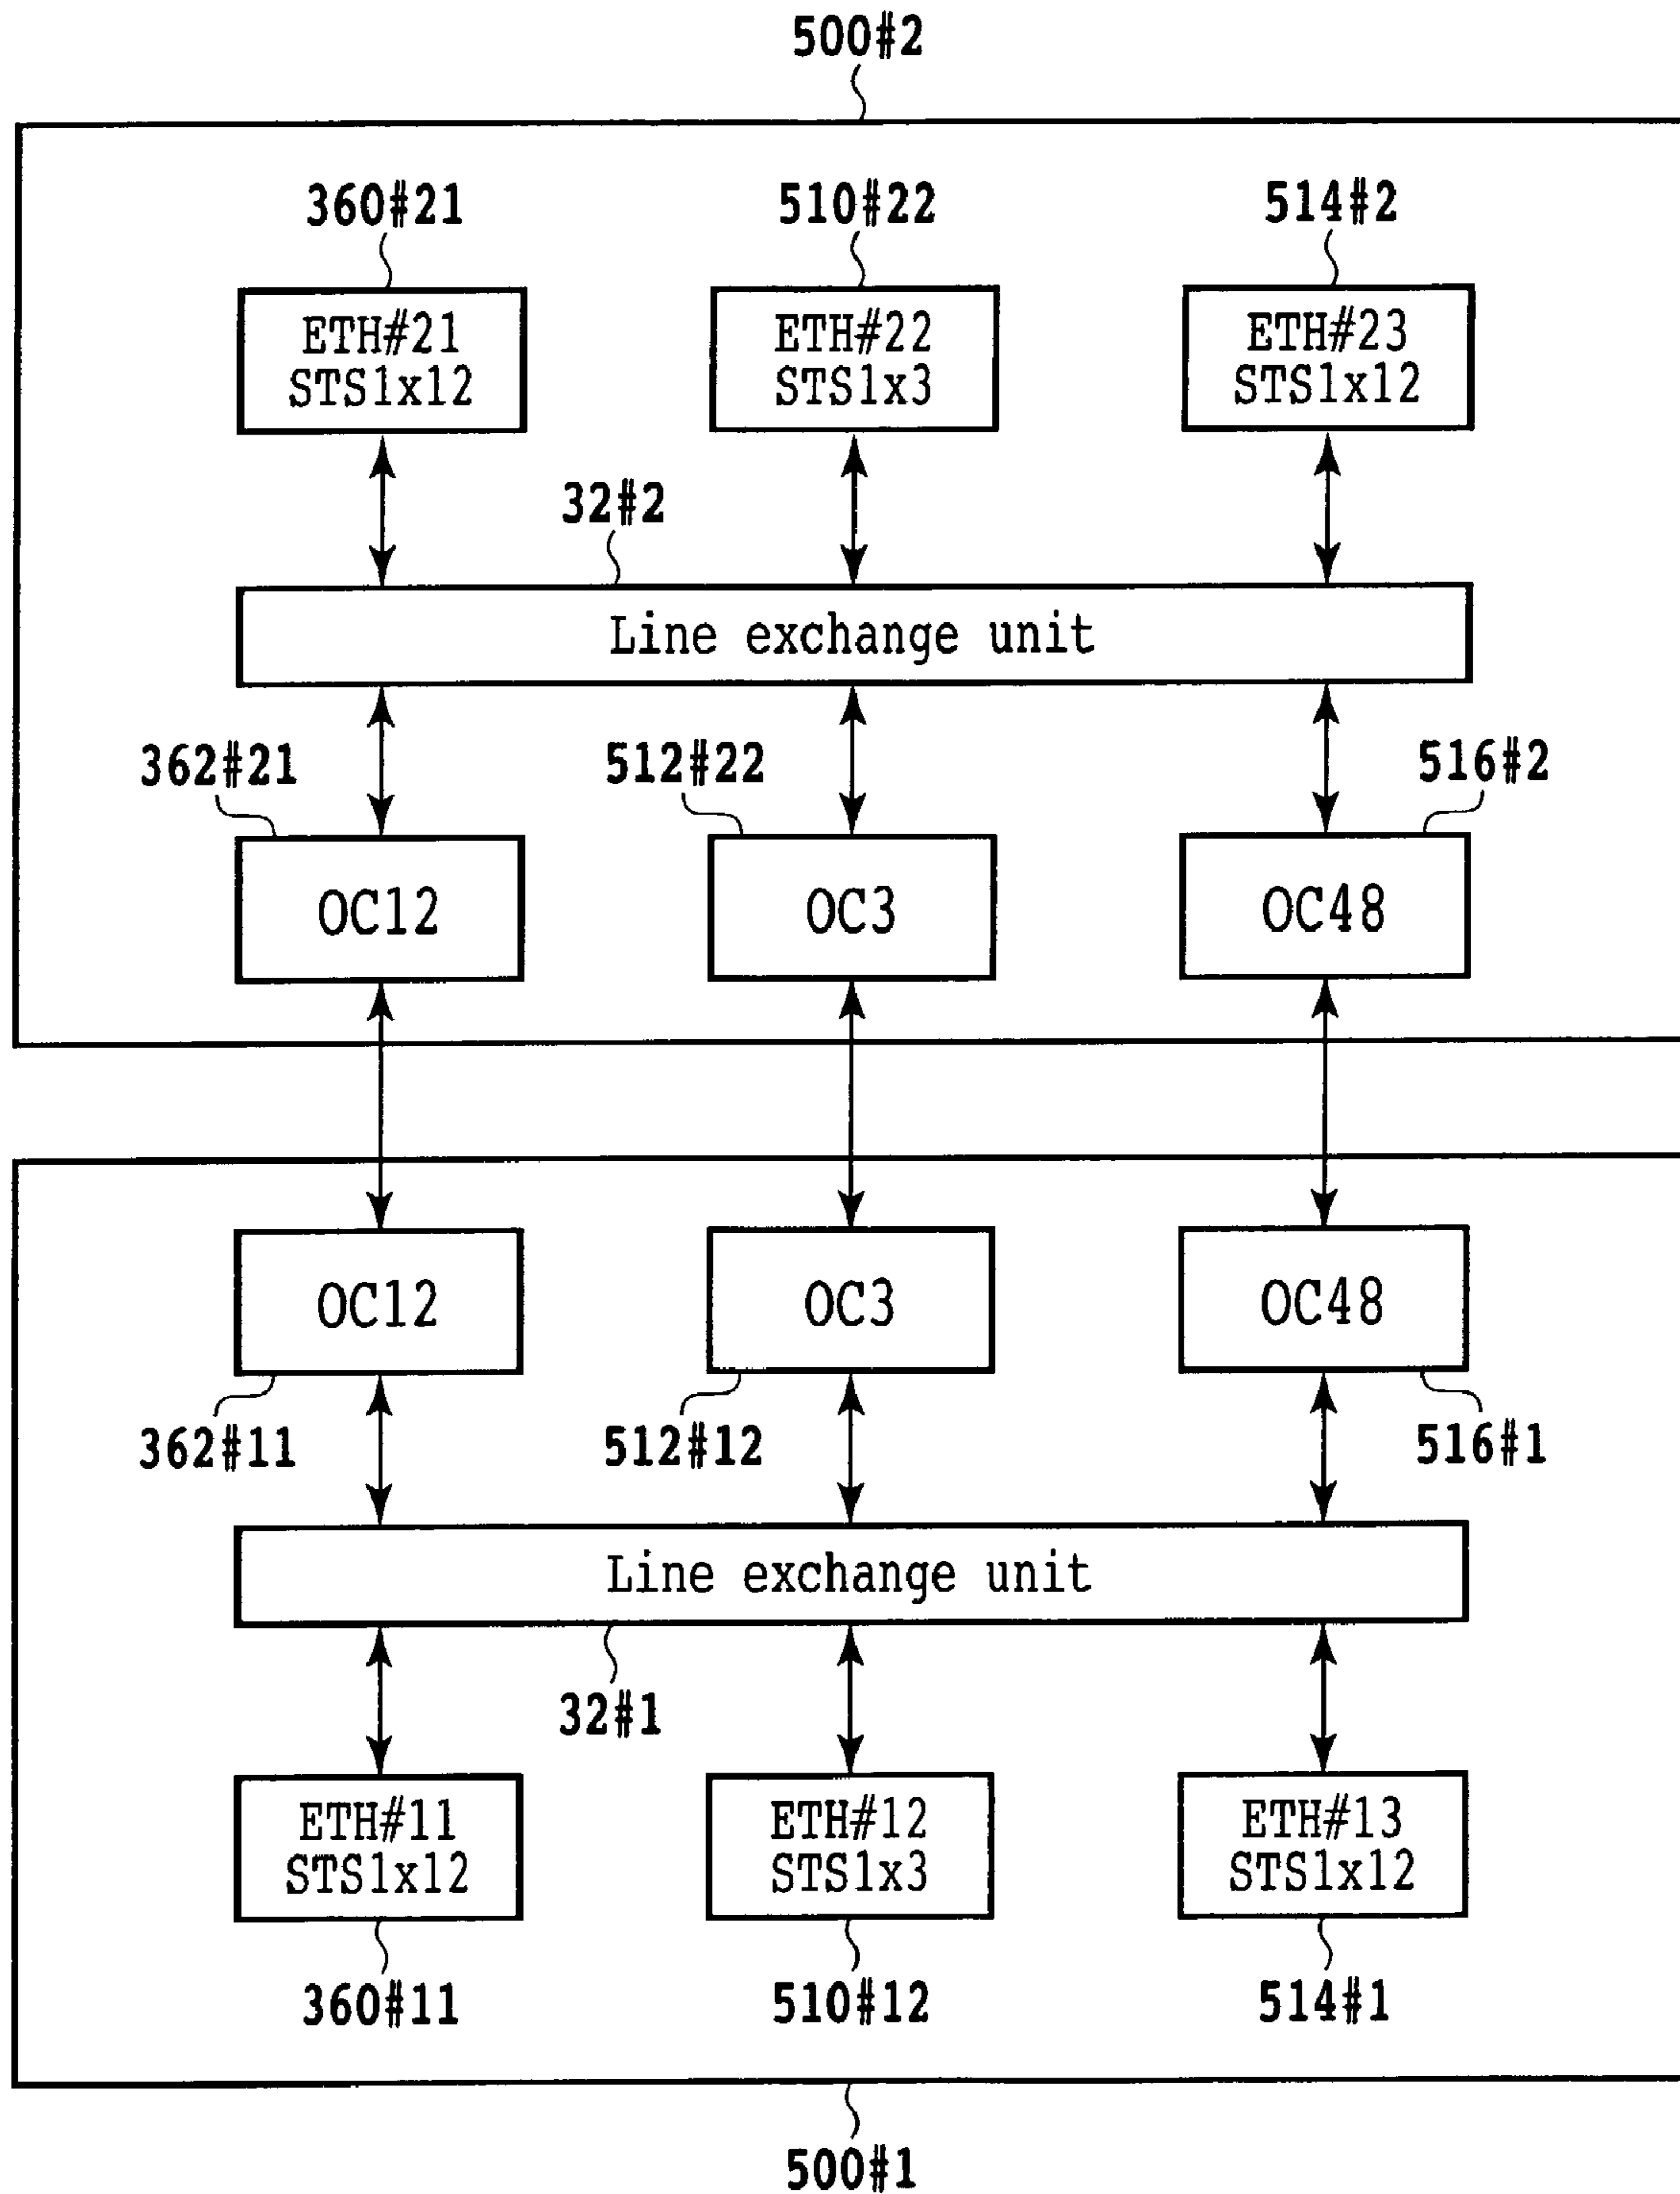 500#2
360#21
510#22
514#2
ETH#21
STS1x12
ETH#22
STS1x3
ETH#23
STS1x12
32#2
Line exchange unit
362#21
512#22
516#2
OC12
OC3
OC48
OC12
OC3
OC48
362#11
512#12
516#1
Line exchange unit
32#1
ETH#11
STS1x12
ETH#12
STS1x3
ETH#13
STS1x12
360#11
510#12
514#1
500#1